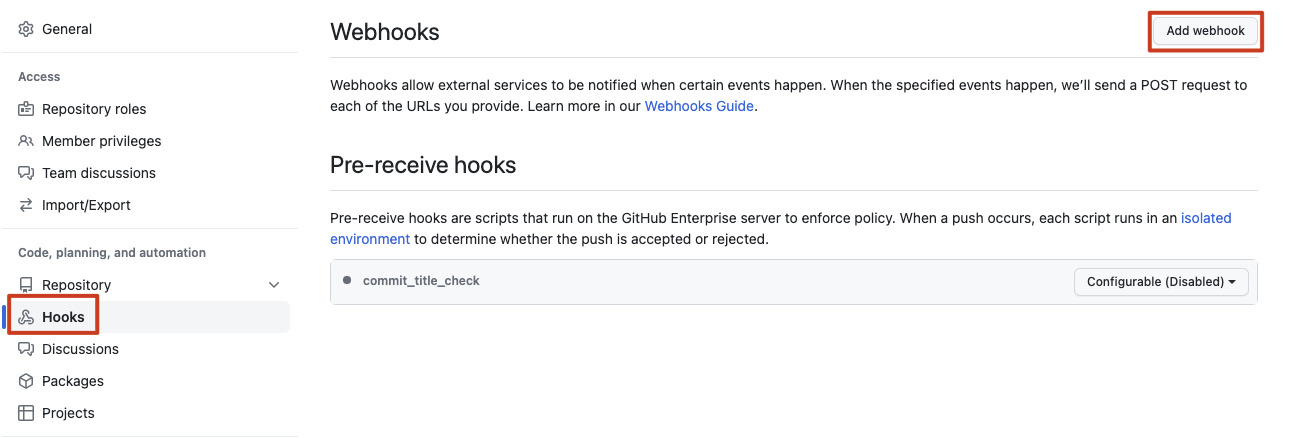 General
Access
Repository roles
Member privileges
Team discussions
Import/Export
Code, planning, and automation
Repository
Hooks
Discussions
Packages
Projects
Webhooks
Add webhook
Webhooks allow external services to be notified when certain events happen. When the specified events happen, we’ll send a POST request to
each of the URLs you provide. Learn more in our Webhooks Guide.
Pre-receive hooks
Pre-receive hooks are scripts that run on the GitHub Enterprise server to enforce policy. When a push occurs, each script runs in an isolated
environment to determine whether the push is accepted or rejected.
commit_title_check
Configurable (Disabled)